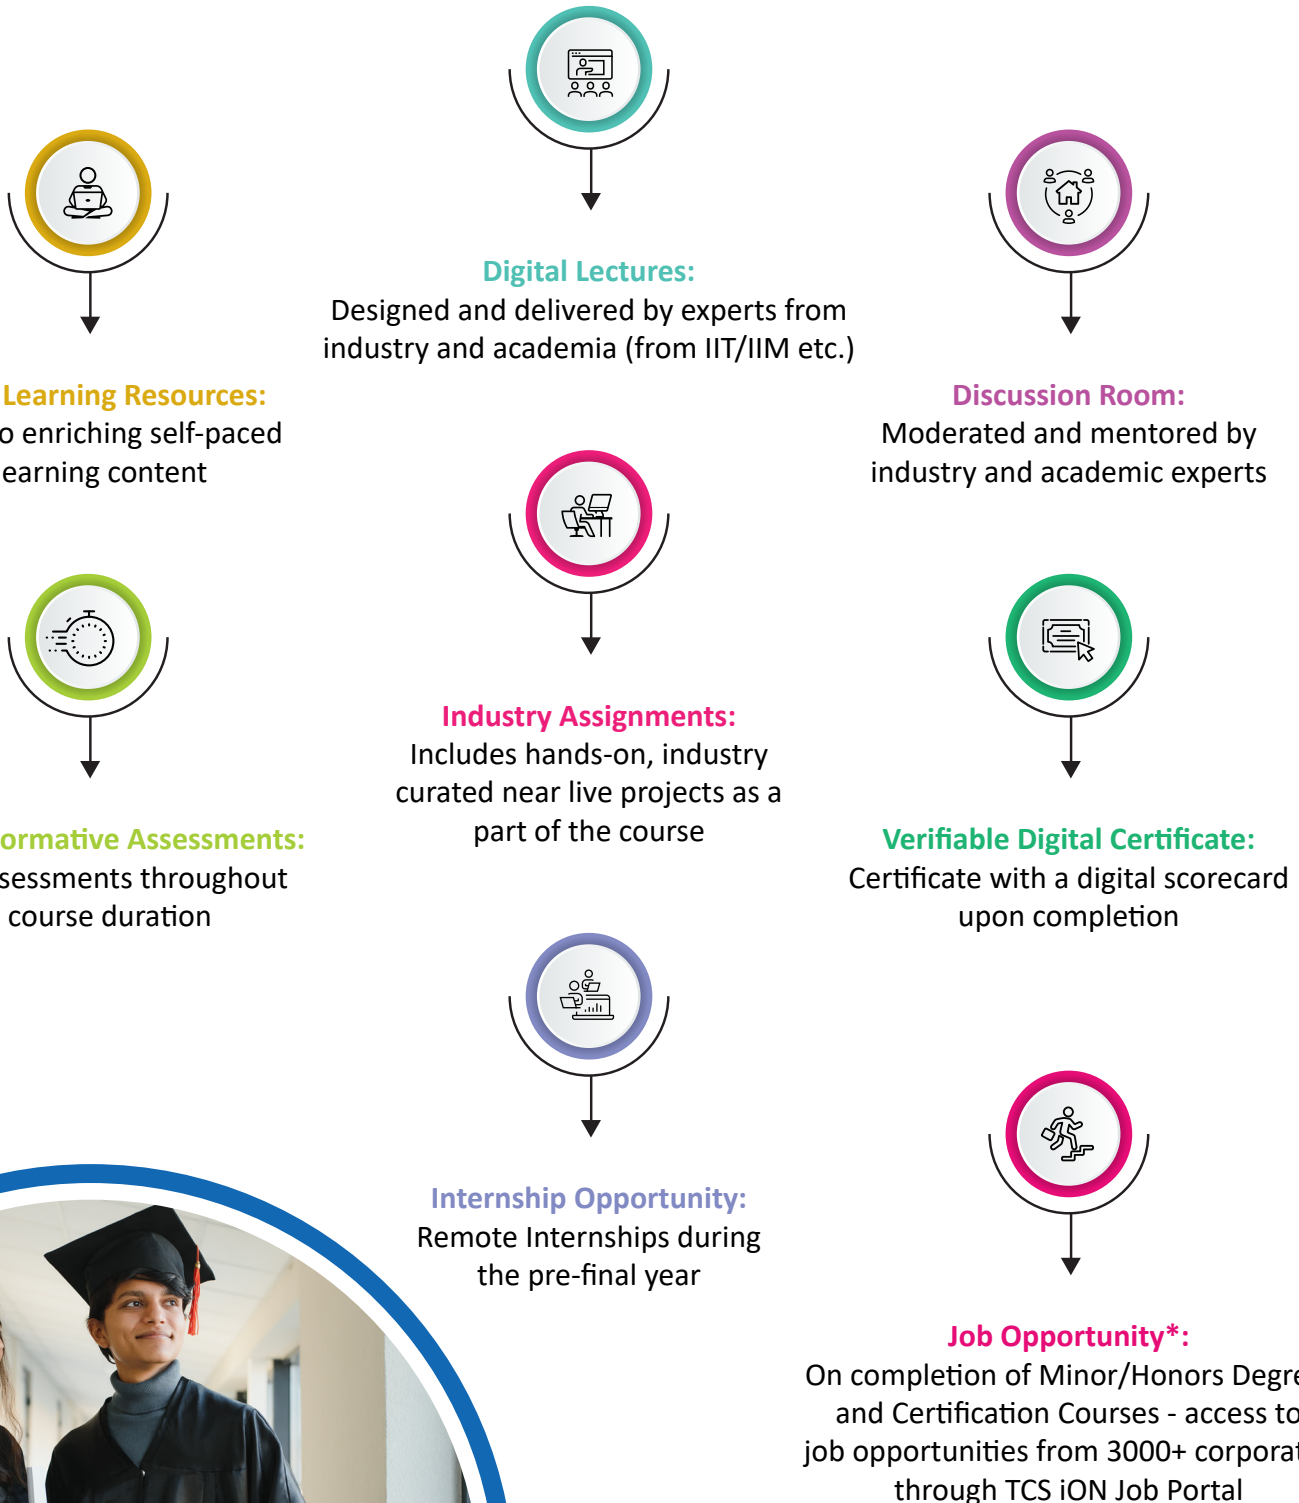 Digital Lectures:
Designed and delivered by experts from
industry and academia (from IIT/IIM etc.)
Learning Resources:
o enriching self-paced
earning content
Discussion Room:
Moderated and mentored by
industry and academic experts
Industry Assignments:
Includes hands-on, industry
curated near live projects as a
part of the course
ormative Assessments:
sessments throughout
course duration
Verifiable Digital Certificate:
Certificate with a digital scorecard
upon completion
Internship Opportunity:
Remote Internships during
the pre-final year
Job Opportunity*:
On completion of Minor/Honors Degre
and Certification Courses - access to
job opportunities from 3000+ corporat
through TCS iON Job Portal